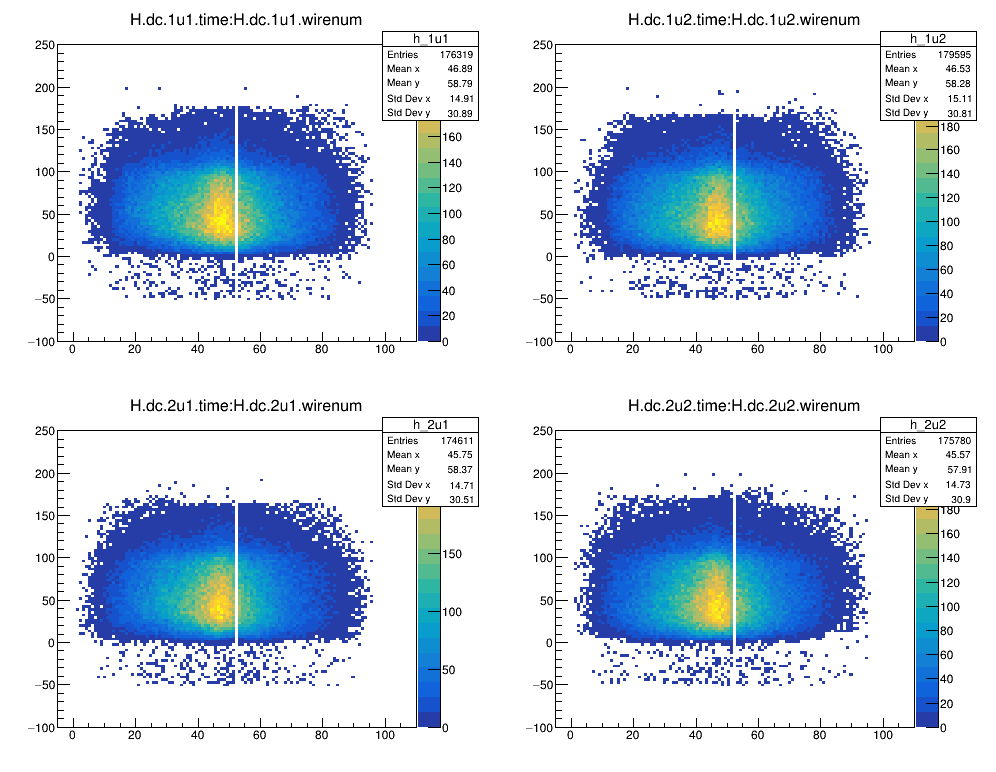 H.dc.1u1.time:H.dc.1u1.wirenum
h_1u1
Entries 176319
Mean x 46.89
Mean y 58.79
Std Dev x 14.91
Std Dev y 30.89
250
200
150
100
50
0
−50
−100
0 20 40 60 80 100
160
140
120
100
80
60
40
20
0
H.dc.1u2.time:H.dc.1u2.wirenum
h_1u2
Entries 179595
Mean x 46.53
Mean y 58.28
Std Dev x 15.11
Std Dev y 30.81
250
200
150
100
50
0
−50
−100
0 20 40 60 80 100
180
160
140
120
100
80
60
40
20
0
H.dc.2u1.time:H.dc.2u1.wirenum
h_2u1
Entries 174611
Mean x 45.75
Mean y 58.37
Std Dev x 14.71
Std Dev y 30.51
250
200
150
100
50
0
−50
−100
0 20 40 60 80 100
150
100
50
0
H.dc.2u2.time:H.dc.2u2.wirenum
h_2u2
Entries 175780
Mean x 45.57
Mean y 57.91
Std Dev x 14.73
Std Dev y 30.9
250
200
150
100
50
0
−50
−100
0 20 40 60 80 100
180
160
140
120
100
80
60
40
20
0